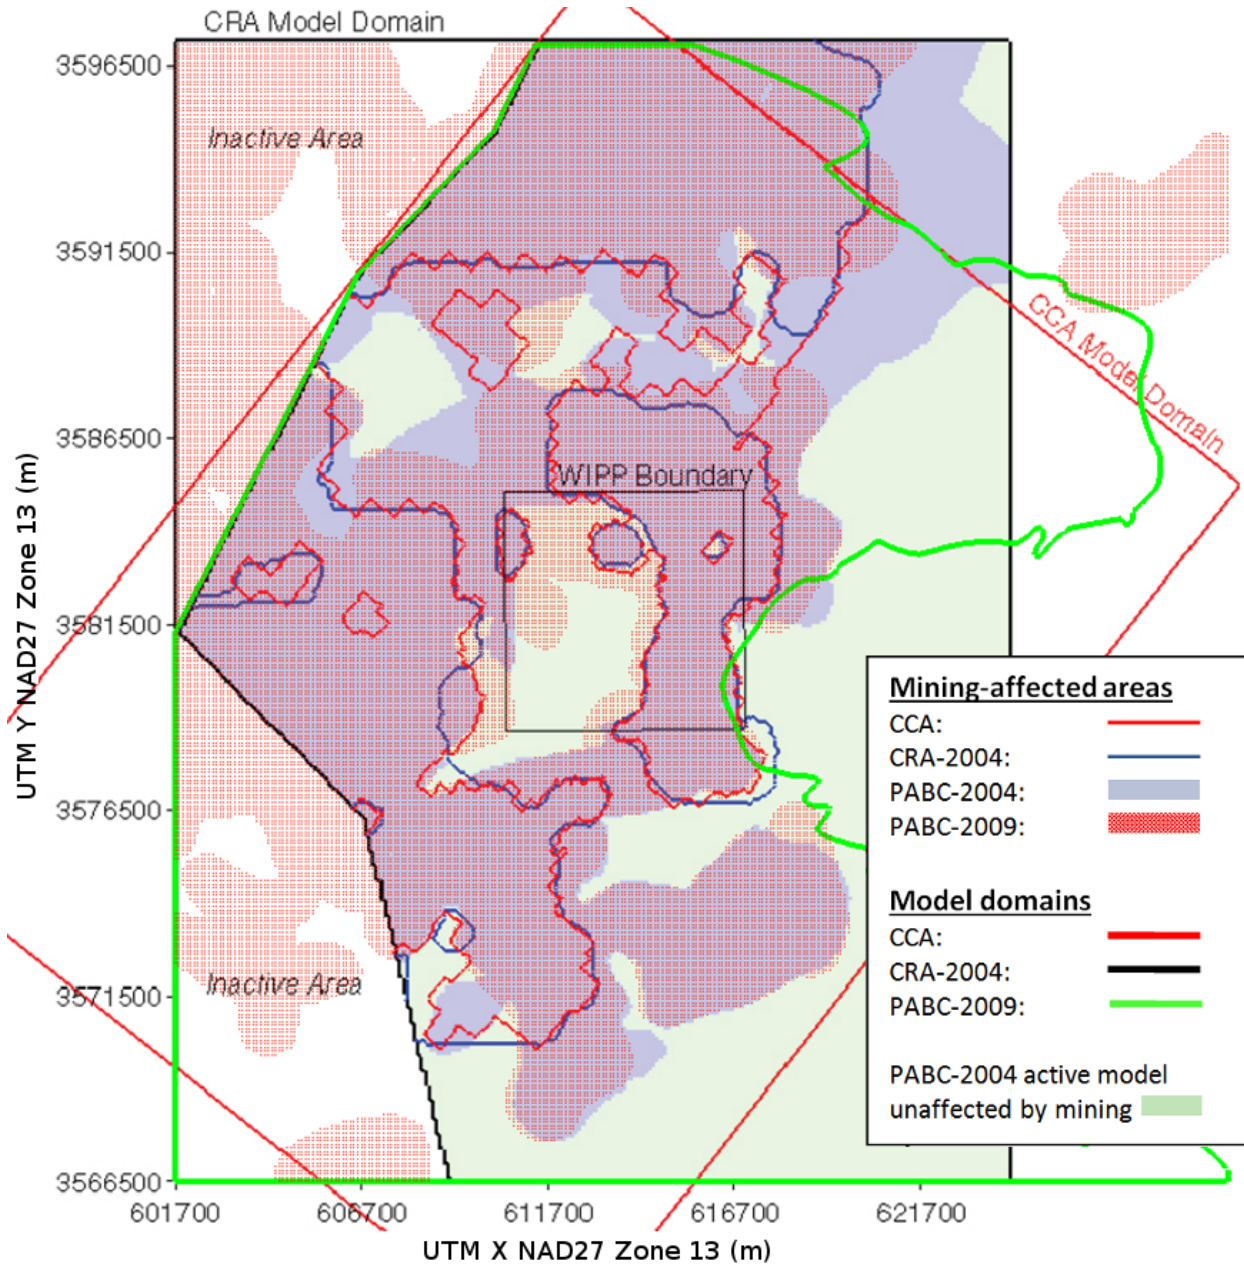 CRA Model Domain
3596500
Inactive Area
3591500
CCA Model Domain
3586500
WIPP Boundary
UTM Y NAD27 Zone 13 (m)
3581500
Mining-affected areas
CCA:
CRA-2004:
PABC-2004:
PABC-2009:
3576500
Model domains
CCA:
CRA-2004:
PABC-2009:
Inactive Area
3571500
PABC-2004 active model
unaffected by mining
3566500
601700 606700 611700 616700 621700
UTM X NAD27 Zone 13 (m)